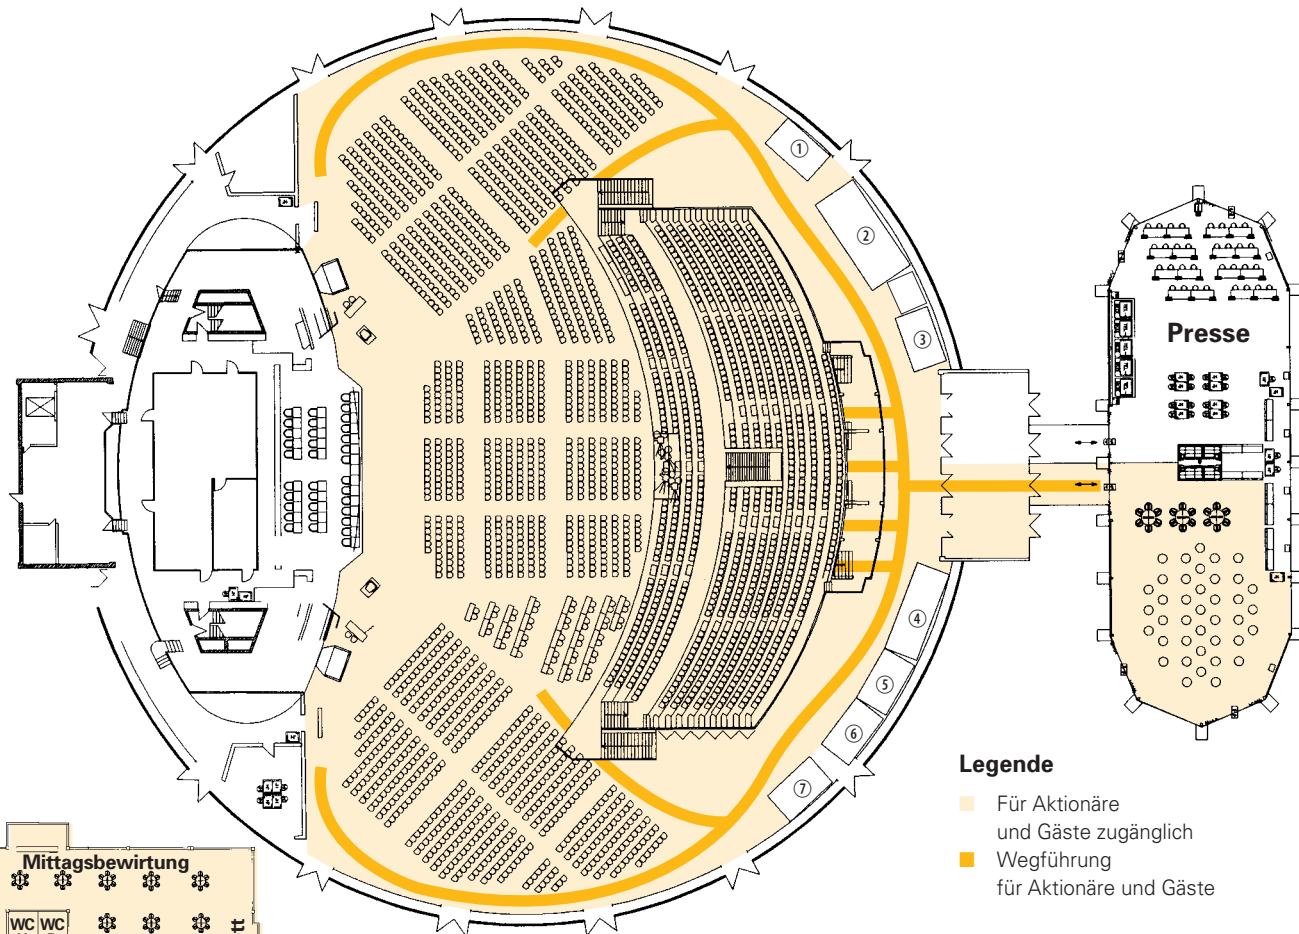 ①
②
③
Presse
④
⑤
⑥
⑦
Legende
Für Aktionäre
und Gäste zugänglich
Wegführung
für Aktionäre und Gäste
Mittagsbewirtung
WC WC